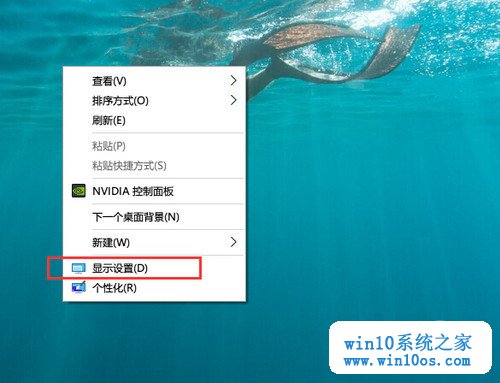 查看(V)
排序方式(O)
刷新(E)
粘贴(P)
粘贴快捷方式(S)
NVIDIA 控制面板
下一个桌面背景(N)
新建(W)
显示设置(D)
个性化(R)
win10系统之家
www.win10os.com